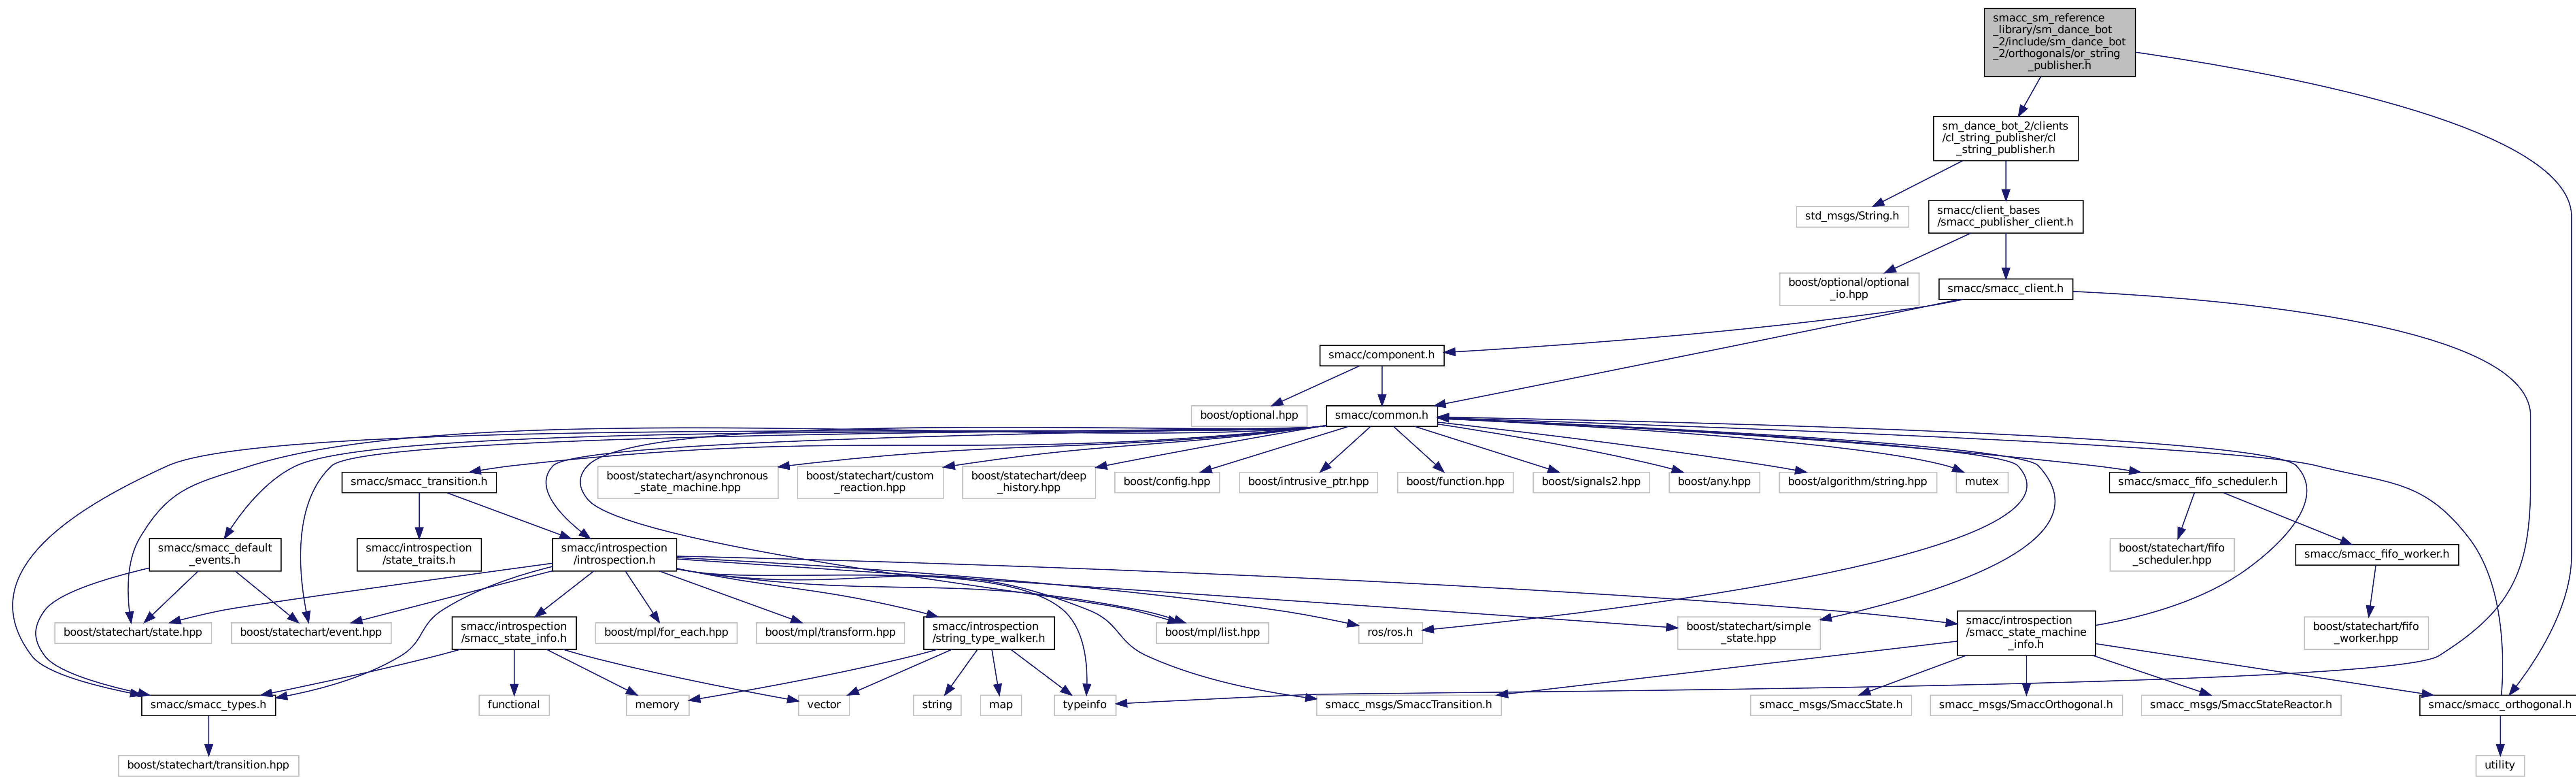 smacc_sm_reference
_library/sm_dance_bot
_2/include/sm_dance_bot
_2/orthogonals/or_string
_publisher.h
sm_dance_bot_2/clients
/cl_string_publisher/cl
_string_publisher.h
std_msgs/String.h
smacc/client_bases
/smacc_publisher_client.h
boost/optional/optional
_io.hpp
smacc/smacc_client.h
smacc/component.h
boost/optional.hpp
smacc/common.h
smacc/smacc_transition.h
boost/statechart/asynchronous
_state_machine.hpp
boost/statechart/custom
_reaction.hpp
boost/statechart/deep
_history.hpp
boost/config.hpp
boost/intrusive_ptr.hpp
boost/function.hpp
boost/signals2.hpp
boost/any.hpp
boost/algorithm/string.hpp
mutex
smacc/smacc_fifo_scheduler.h
smacc/smacc_default
_events.h
smacc/introspection
/state_traits.h
smacc/introspection
/introspection.h
boost/statechart/fifo
_scheduler.hpp
smacc/smacc_fifo_worker.h
boost/statechart/state.hpp
boost/statechart/event.hpp
smacc/introspection
/smacc_state_info.h
boost/mpl/for_each.hpp
boost/mpl/transform.hpp
smacc/introspection
/string_type_walker.h
boost/mpl/list.hpp
ros/ros.h
boost/statechart/simple
_state.hpp
smacc/introspection
/smacc_state_machine
_info.h
boost/statechart/fifo
_worker.hpp
smacc/smacc_types.h
functional
memory
vector
string
map
typeinfo
smacc_msgs/SmaccTransition.h
smacc_msgs/SmaccState.h
smacc_msgs/SmaccOrthogonal.h
smacc_msgs/SmaccStateReactor.h
smacc/smacc_orthogonal.h
boost/statechart/transition.hpp
utility